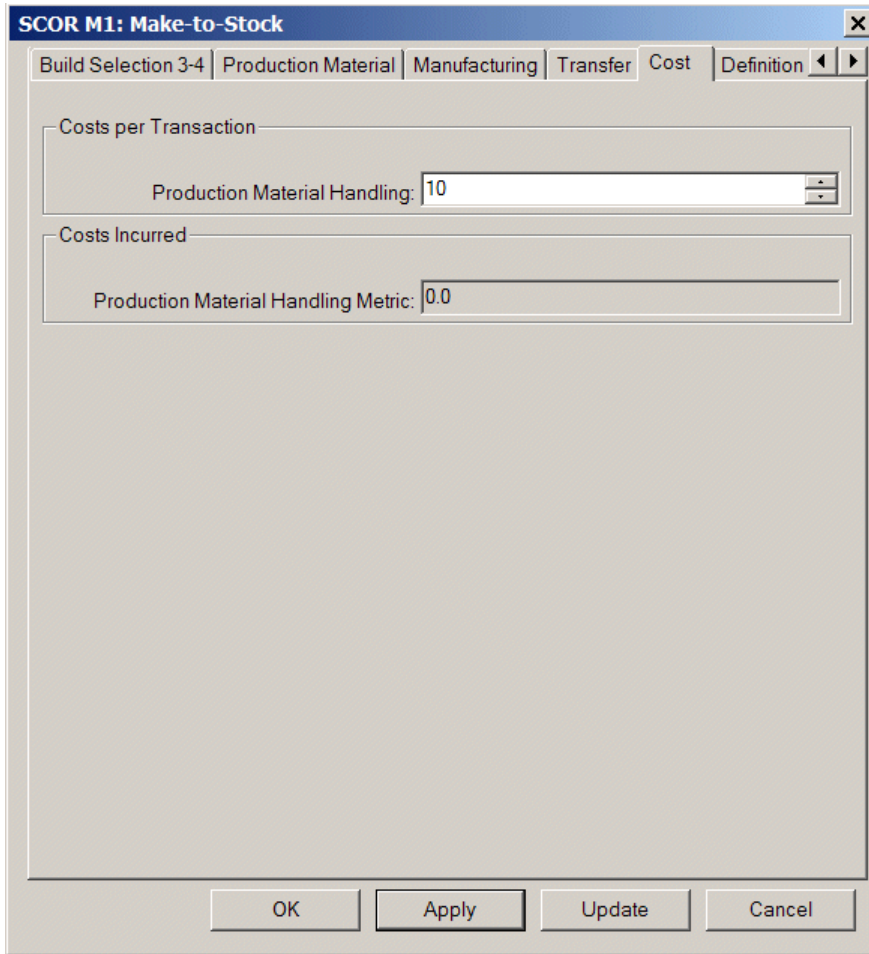 SCOR M1: Make-to-Stock
Build Selection 3-4 Production Material Manufacturing Transfer Cost Definition
Costs per Transaction
Production Material Handling: 10
Costs Incurred
Production Material Handling Metric: 0.0
OK Apply Update Cancel